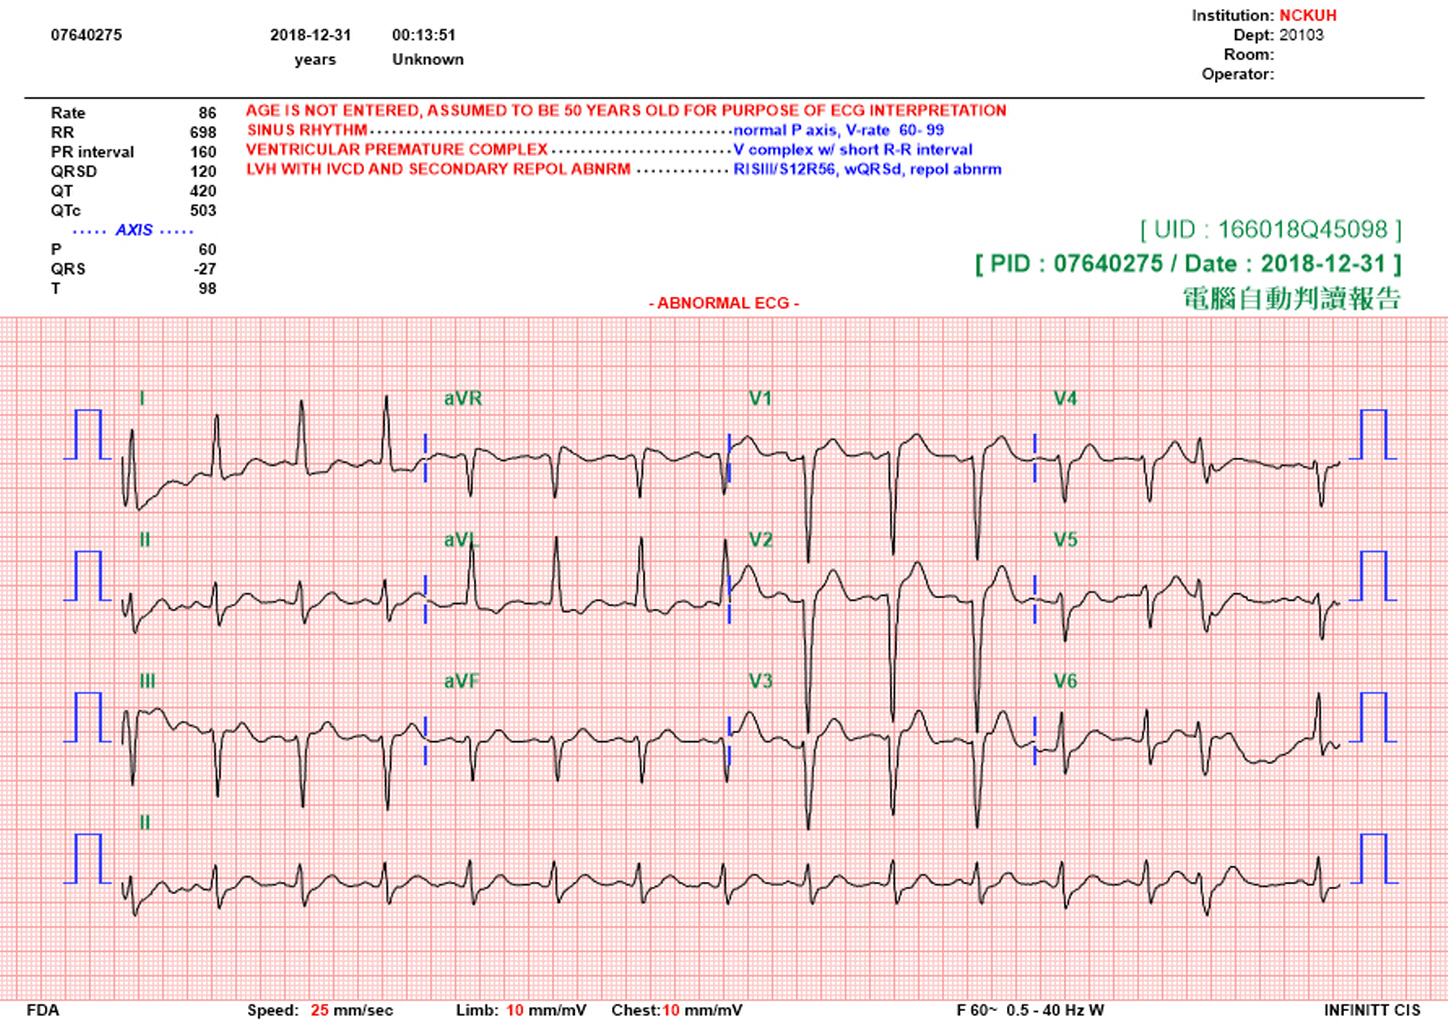 Institution: NCKUH
07640275 2018-12-31 00:13:51 Dept: 20103
years Unknown Room:
Operator:
Rate 86 AGE IS NOT ENTERED, ASSUMED TO BE 50 YEARS OLD FOR PURPOSE OF ECG INTERPRETATION
RR 698 SINUS RHYTHM normal P axis, V-rate 60- 99
PR interval 160 VENTRICULAR PREMATURE COMPLEX V complex w/ short R-R interval
QRSD 120 LVH WITH IVCD AND SECONDARY REPOL ABNRM RISIII/S12R56, wQRSd, repol abnrm
QT 420
QTc 503
····· AXIS ·····
P 60
QRS -27
T 98
[ UID : 166018Q45098 ]
[ PID : 07640275 / Date : 2018-12-31 ]
電腦自動判讀報告
- ABNORMAL ECG -
I aVR V1 V4
II aVL V2 V5
III aVF V3 V6
II
FDA Speed: 25 mm/sec Limb: 10 mm/mV Chest:10 mm/mV F 60~ 0.5 - 40 Hz W INFINITT CIS